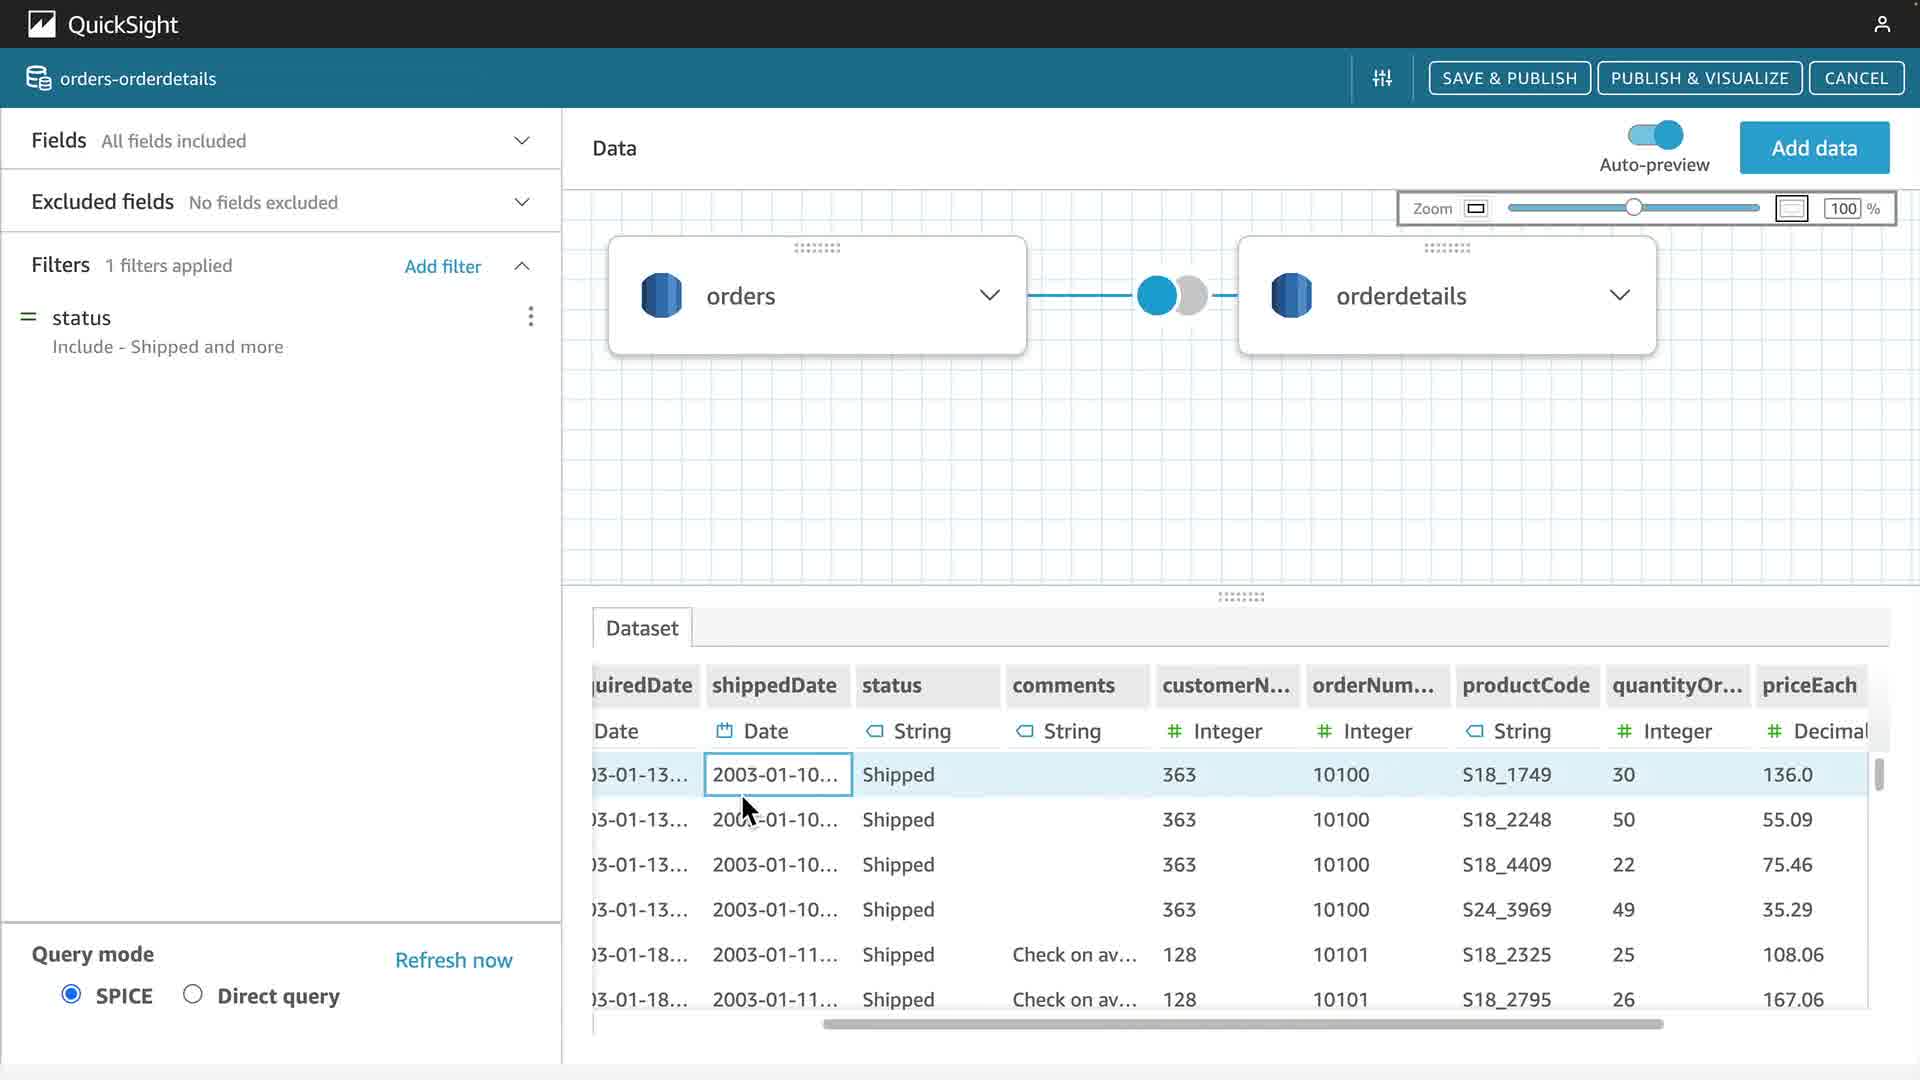 QuickSight
orders-orderdetails
SAVE & PUBLISH
PUBLISH & VISUALIZE
CANCEL
Fields All fields included
Excluded fields No fields excluded
Filters 1 filters applied Add filter
status
Include - Shipped and more
Query mode
Refresh now
SPICE Direct query
Data
Auto-preview
Add data
Zoom 100 %
orders
orderdetails
Dataset
uiredDate shippedDate status comments customerN... orderNum... productCode quantityOr... priceEach
Date Date String String Integer Integer String Integer Decimal
03-01-13... 2003-01-10... Shipped 363 10100 S18_1749 30 136.0
03-01-13... 2003-01-10... Shipped 363 10100 S18_2248 50 55.09
03-01-13... 2003-01-10... Shipped 363 10100 S18_4409 22 75.46
03-01-13... 2003-01-10... Shipped 363 10100 S24_3969 49 35.29
03-01-18... 2003-01-11... Shipped Check on av... 128 10101 S18_2325 25 108.06
03-01-18... 2003-01-11... Shipped Check on av... 128 10101 S18_2795 26 167.06